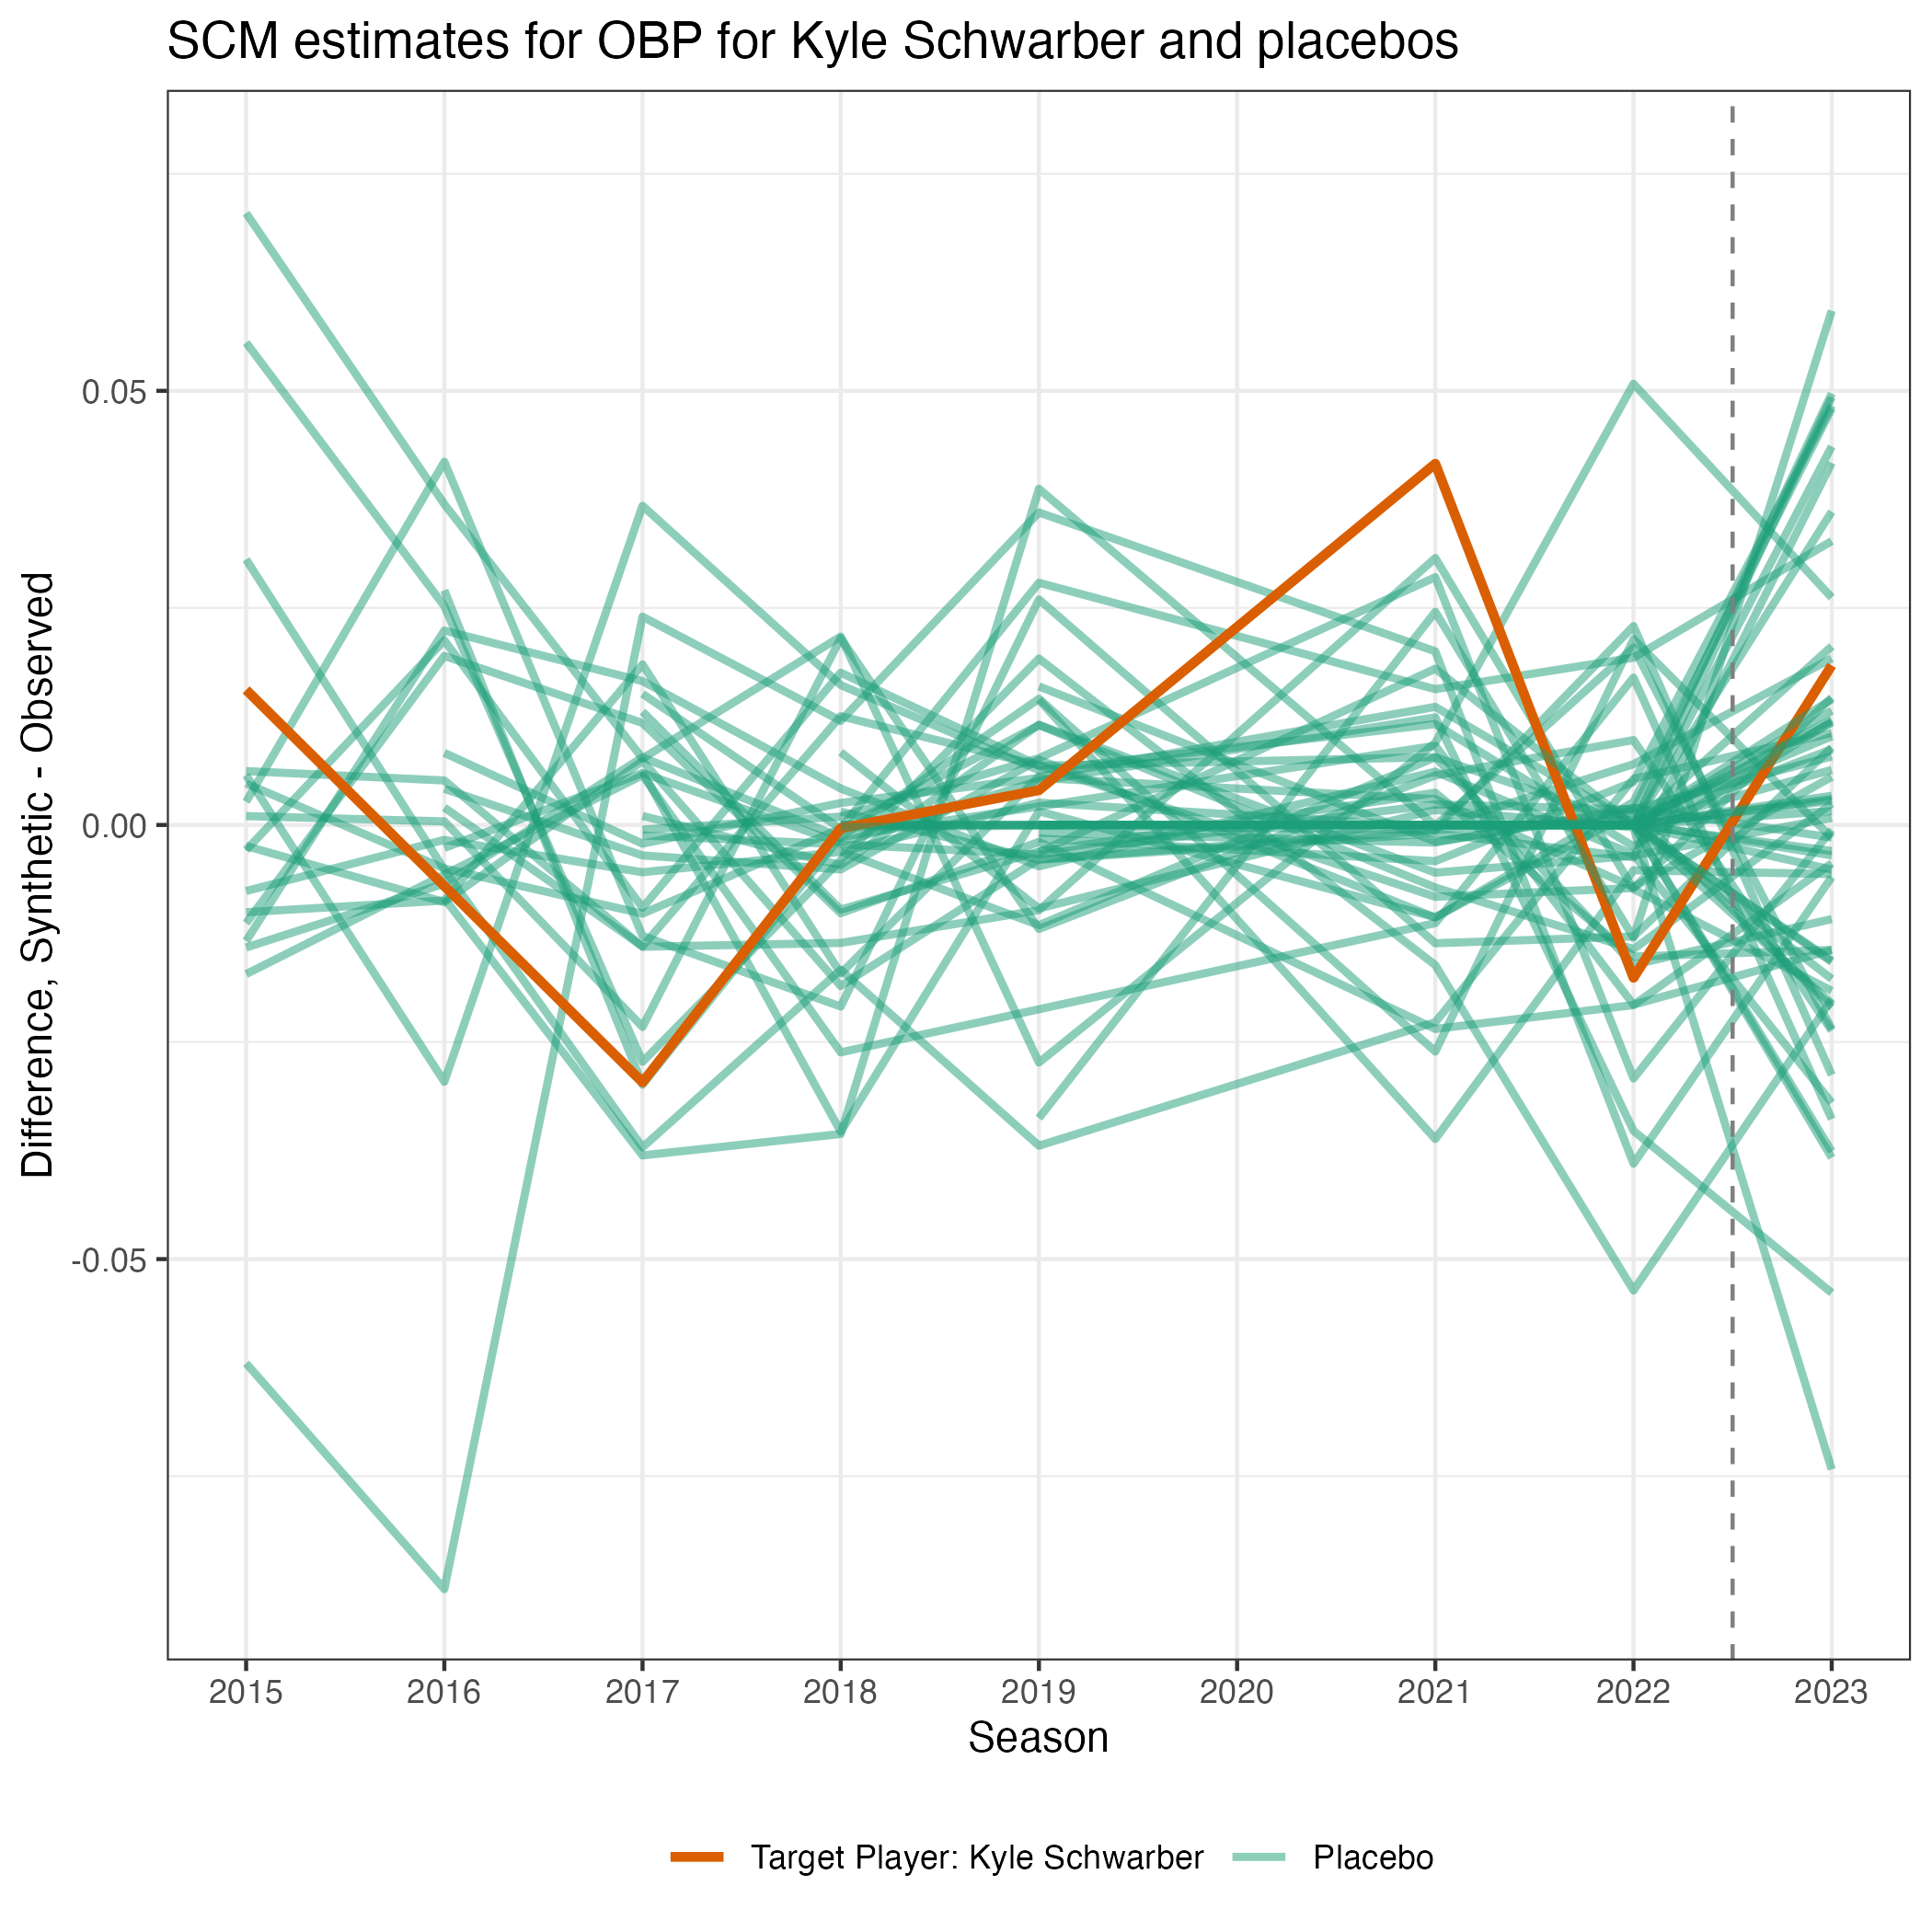 SCM estimates for OBP for Kyle Schwarber and placebos
Difference, Synthetic - Observed
0.05
0.00
-0.05
2015 2016 2017 2018 2019 2020 2021 2022 2023
Season
Target Player: Kyle Schwarber Placebo